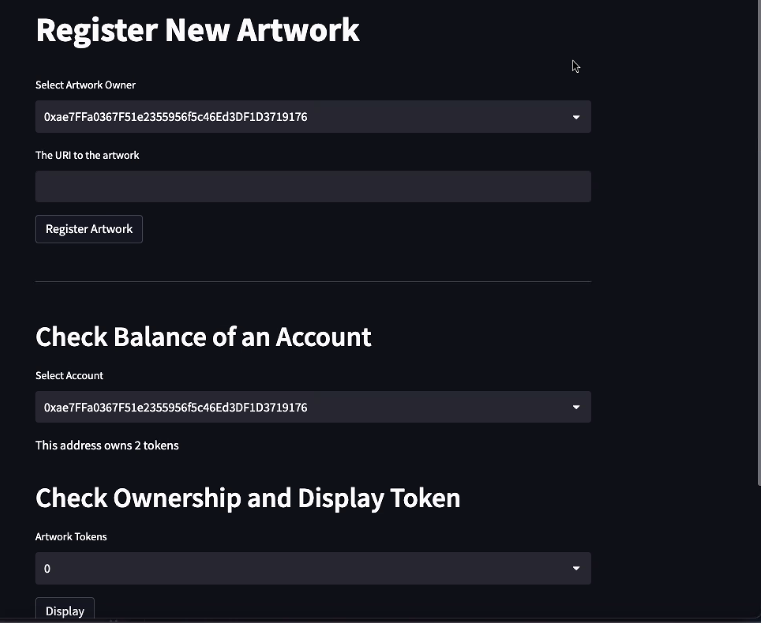 Register New Artwork
Select Artwork Owner
0xae7FFa0367F51e2355956f5c46Ed3DF1D3719176
The URI to the artwork
Register Artwork
Check Balance of an Account
Select Account
0xae7FFa0367F51e2355956f5c46Ed3DF1D3719176
This address owns 2 tokens
Check Ownership and Display Token
Artwork Tokens
0
Display